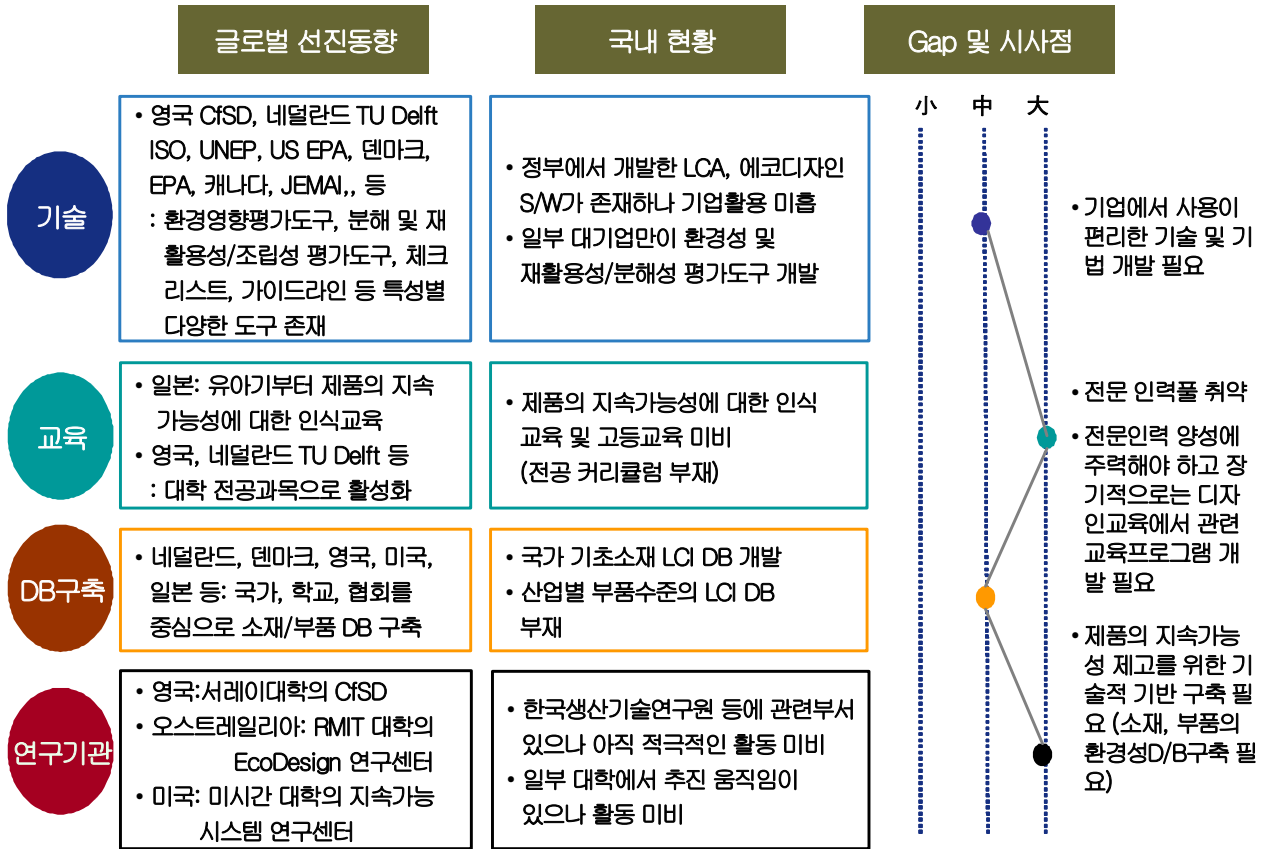 글로벌 선진동향
국내 현황
Gap 및 시사점
小 中 大
기술
• 영국 CfSD, 네덜란드 TU Delft
ISO, UNEP, US EPA, 덴마크,
EPA, 캐나다, JEMAI,, 등
: 환경영향평가도구, 분해 및 재
활용성/조립성 평가도구, 체크
리스트, 가이드라인 등 특성별
다양한 도구 존재
• 정부에서 개발한 LCA, 에코디자인
S/W가 존재하나 기업활용 미흡
• 일부 대기업만이 환경성 및
재활용성/분해성 평가도구 개발
• 기업에서 사용이
편리한 기술 및 기
법 개발 필요
교육
• 일본: 유아기부터 제품의 지속
가능성에 대한 인식교육
• 영국, 네덜란드 TU Delft 등
: 대학 전공과목으로 활성화
• 제품의 지속가능성에 대한 인식
교육 및 고등교육 미비
(전공 커리큘럼 부재)
• 전문 인력풀 취약
• 전문인력 양성에
주력해야 하고 장
기적으로는 디자
인교육에서 관련
교육프로그램 개
발 필요
DB구축
• 네덜란드, 덴마크, 영국, 미국,
일본 등: 국가, 학교, 협회를
중심으로 소재/부품 DB 구축
• 국가 기초소재 LCI DB 개발
• 산업별 부품수준의 LCI DB
부재
• 제품의 지속가능
성 제고를 위한 기
술적 기반 구축 필
요 (소재, 부품의
환경성D/B구축 필
요)
연구기관
• 영국:서레이대학의 CfSD
• 오스트레일리아: RMIT 대학의
EcoDesign 연구센터
• 미국: 미시간 대학의 지속가능
시스템 연구센터
• 한국생산기술연구원 등에 관련부서
있으나 아직 적극적인 활동 미비
• 일부 대학에서 추진 움직임이
있으나 활동 미비